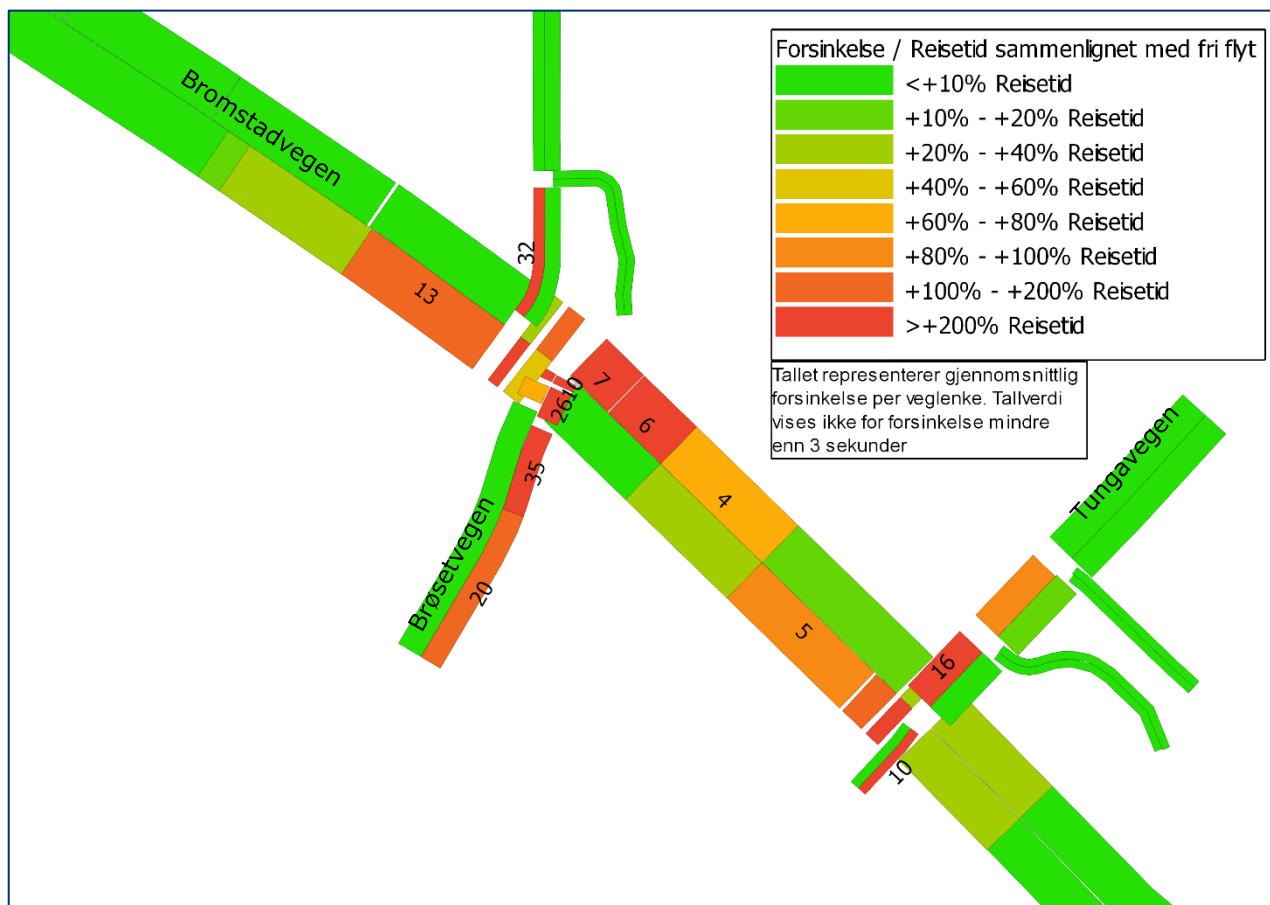 Forsinkelse / Reisetid sammenlignet med fri flyt
<+10% Reisetid
+10% - +20% Reisetid
+20% - +40% Reisetid
+40% - +60% Reisetid
+60% - +80% Reisetid
+80% - +100% Reisetid
+100% - +200% Reisetid
>+200% Reisetid
Tallet representerer gjennomsnittlig
forsinkelse per veglenke. Tallverdi
vises ikke for forsinkelse mindre
enn 3 sekunder
Bromstadvegen
32
13
7
10
26
6
35
4
Brøsetvegen
20
5
Tungavegen
16
10